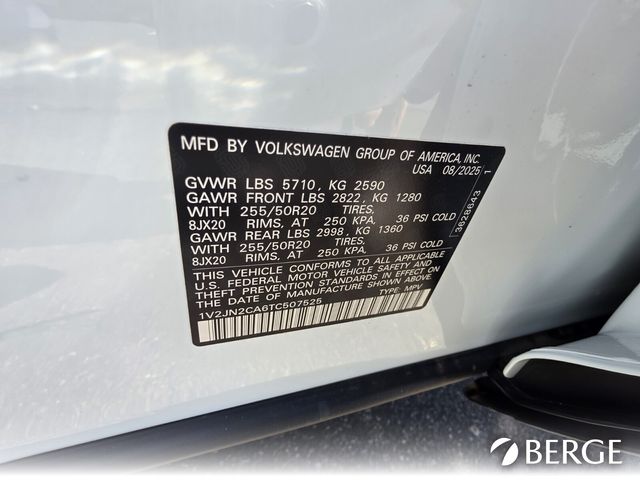 MFD BY VOLKSWAGEN GROUP OF AMERICA, INC.
USA 08/2025
GVWR LBS 5710, KG 2590
GAWR FRONT LBS 2822, KG 1280
WITH 255/50R20 TIRES,
8JX20 RIMS, AT 250 KPA, 36 PSI COLD
GAWR REAR LBS 2998, KG 1360
WITH 255/50R20 TIRES,
8JX20 RIMS, AT 250 KPA, 36 PSI COLD
THIS VEHICLE CONFORMS TO ALL APPLICABLE
U.S. FEDERAL MOTOR VEHICLE SAFETY AND
THEFT PREVENTION STANDARDS IN EFFECT ON
THE DATE OF MANUFACTURE SHOWN ABOVE.
1V2JN2CA6TC507525 TYPE: MPV
3628643 1
BERGE